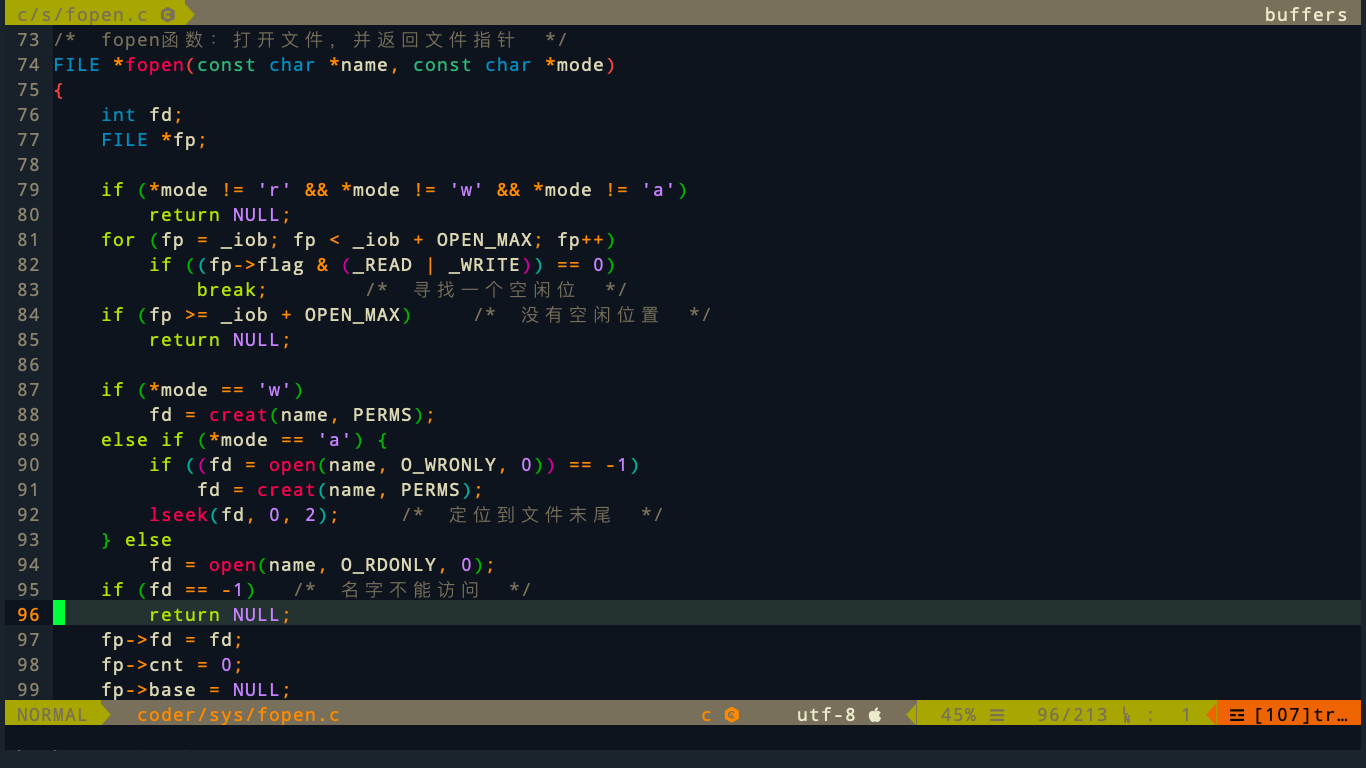 c/s/fopen.c buffers
73 /*  fopen函数: 打开文件, 并返回文件指针  */
74 FILE *fopen(const char *name, const char *mode)
75 {
76     int fd;
77     FILE *fp;
78
79     if (*mode != 'r' && *mode != 'w' && *mode != 'a')
80         return NULL;
81     for (fp = _iob; fp < _iob + OPEN_MAX; fp++)
82         if ((fp->flag & (_READ | _WRITE)) == 0)
83             break;        /*  寻找一个空闲位  */
84     if (fp >= _iob + OPEN_MAX)     /*  没有空闲位置  */
85         return NULL;
86
87     if (*mode == 'w')
88         fd = creat(name, PERMS);
89     else if (*mode == 'a') {
90         if ((fd = open(name, O_WRONLY, 0)) == -1)
91             fd = creat(name, PERMS);
92         lseek(fd, 0, 2);     /*  定位到文件末尾  */
93     } else
94         fd = open(name, O_RDONLY, 0);
95     if (fd == -1)   /*  名字不能访问  */
96         return NULL;
97     fp->fd = fd;
98     fp->cnt = 0;
99     fp->base = NULL;
NORMAL coder/sys/fopen.c c utf-8 45% ☰ 96/213 ㏑ : 1 ☲ [107]tr…